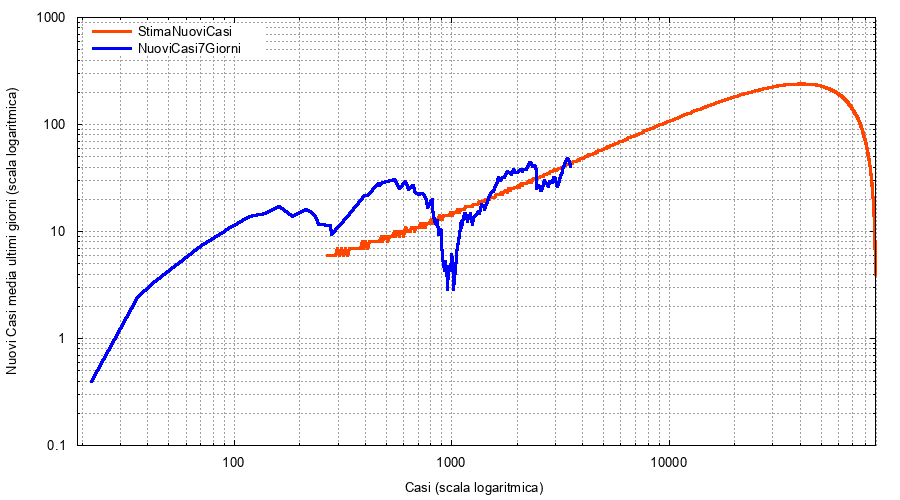 1000
StimaNuoviCasi
NuoviCasi7Giorni
100
10
1
0.1
Nuovi Casi media ultimi giorni (scala logaritmica)
100
1000
10000
Casi (scala logaritmica)